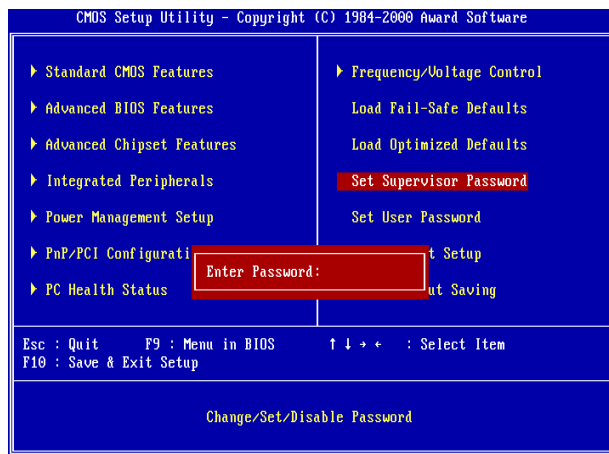 CMOS Setup Utility - Copyright (C) 1984-2000 Award Software
Standard CMOS Features
Advanced BIOS Features
Advanced Chipset Features
Integrated Peripherals
Power Management Setup
PnP/PCI Configurati
PC Health Status
Frequency/Voltage Control
Load Fail-Safe Defaults
Load Optimized Defaults
Set Supervisor Password
Set User Password
t Setup
ut Saving
Enter Password:
Esc : Quit F9 : Menu in BIOS ↑ ↓ → ← : Select Item
F10 : Save & Exit Setup
Change/Set/Disable Password